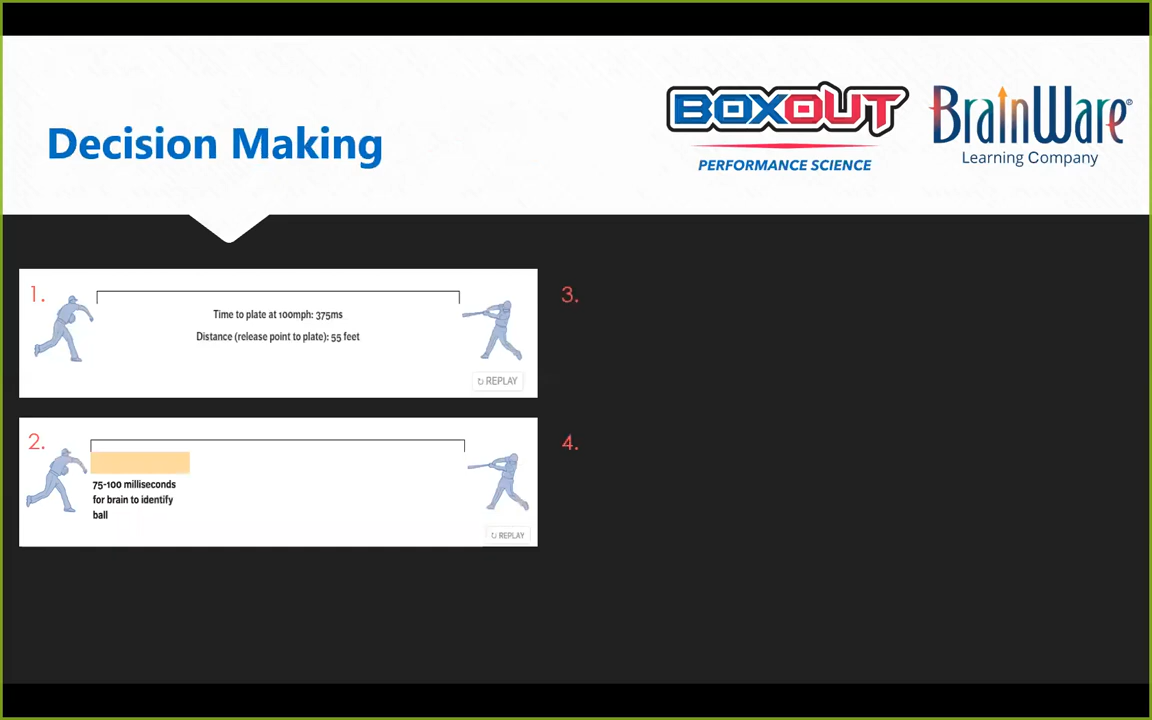 Decision Making
BOXOUT
PERFORMANCE SCIENCE
BrainWare®
Learning Company
1.
Time to plate at 100mph: 375ms
Distance (release point to plate): 55 feet
↻ REPLAY
2.
75-100 milliseconds
for brain to identify
ball
↻ REPLAY
3.
4.